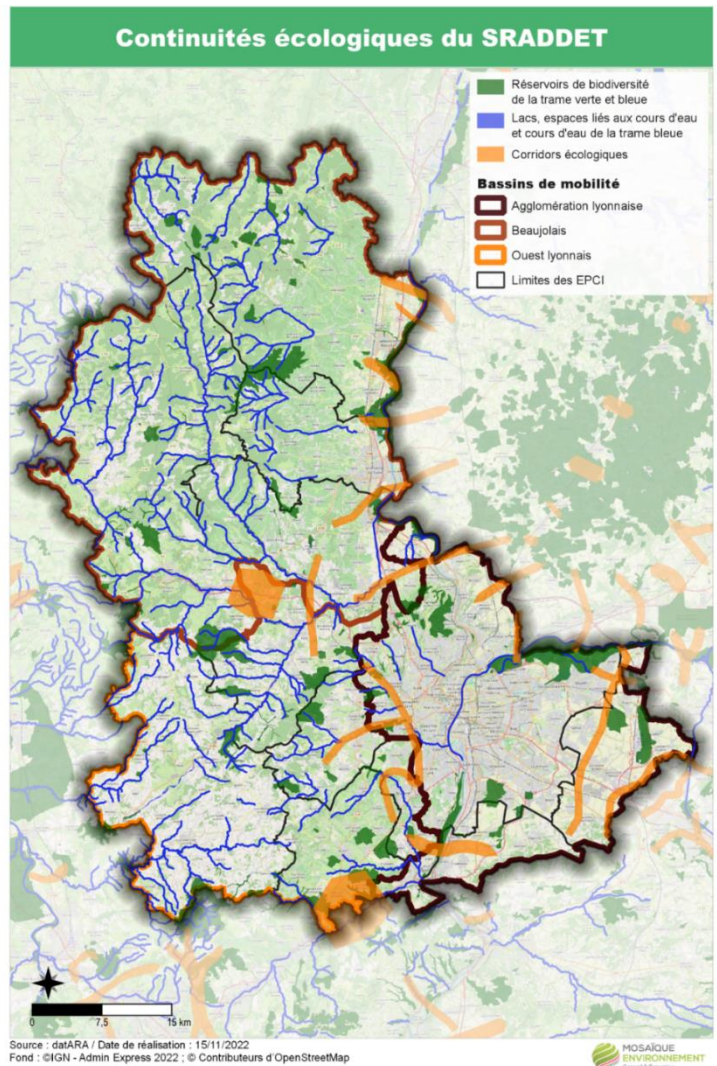 Continuités écologiques du SRADDET
Réservoirs de biodiversité
de la trame verte et bleue
Lacs, espaces liés aux cours d'eau
et cours d'eau de la trame bleue
Corridors écologiques
Bassins de mobilité
Agglomération lyonnaise
Beaujolais
Ouest lyonnais
Limites des EPCI
0 7,5 15 km
Source : datARA / Date de réalisation : 15/11/2022
Fond : ©IGN - Admin Express 2022 ; © Contributeurs d'OpenStreetMap
MOSAÏQUE
ENVIRONNEMENT